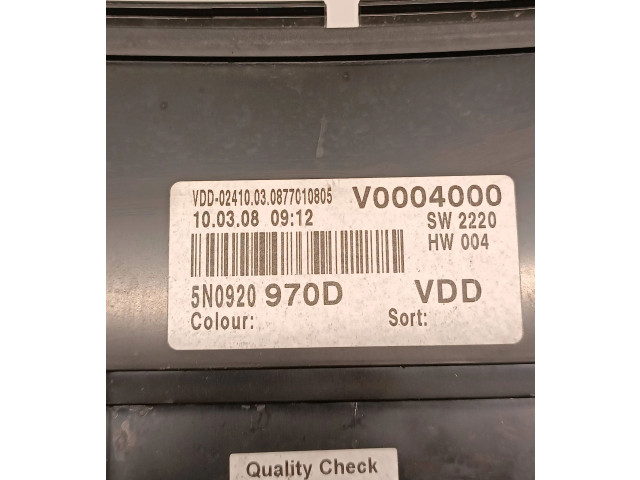 VDD-02410.03.0877010805 V0004000
10.03.08 09:12 SW 2220
HW 004
5N0920 970D VDD
Colour: Sort:
Quality Check